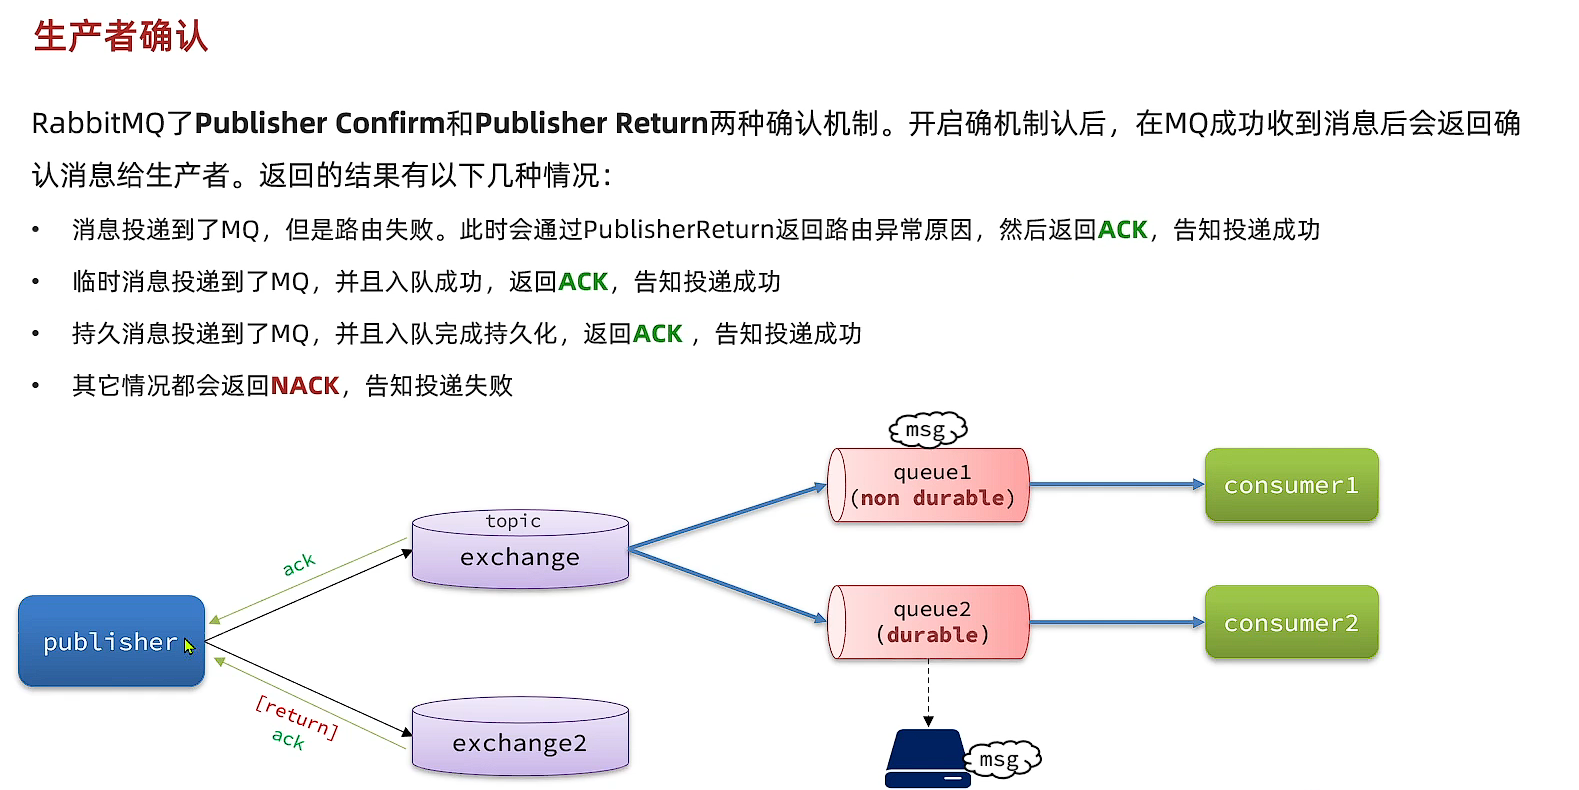 生产者确认
RabbitMQ了Publisher Confirm和Publisher Return两种确认机制。开启确机制认后，在MQ成功收到消息后会返回确
认消息给生产者。返回的结果有以下几种情况：
• 消息投递到了MQ，但是路由失败。此时会通过PublisherReturn返回路由异常原因，然后返回ACK，告知投递成功
• 临时消息投递到了MQ，并且入队成功，返回ACK，告知投递成功
• 持久消息投递到了MQ，并且入队完成持久化，返回ACK ，告知投递成功
• 其它情况都会返回NACK，告知投递失败
msg
queue1
(non durable)
consumer1
topic
exchange
ack
queue2
(durable)
consumer2
publisher
[return]
ack
exchange2
msg